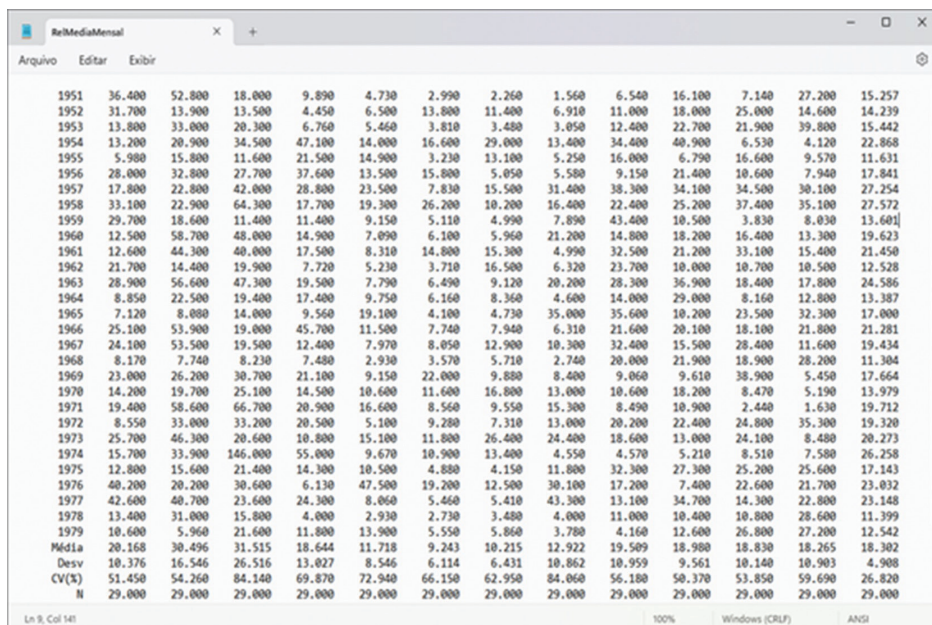 RelMediaMensal
Arquivo Editar Exibir
1951 36.400 52.800 18.000 9.890 4.730 2.990 2.260 1.560 6.540 16.100 7.140 27.200 15.257
1952 31.700 13.900 13.500 4.450 6.500 13.800 11.400 6.910 11.000 18.000 25.000 14.600 14.239
1953 13.800 33.000 20.300 6.760 5.460 3.810 3.480 3.050 12.400 22.700 21.900 39.800 15.442
1954 13.200 20.900 34.500 47.100 14.000 16.600 29.000 13.400 34.400 40.900 6.530 4.120 22.868
1955 5.980 15.800 11.600 21.500 14.900 3.230 13.100 5.250 16.000 6.790 16.600 9.570 11.631
1956 28.000 32.800 27.700 37.600 13.500 15.800 5.050 5.580 9.150 21.400 10.600 7.940 17.841
1957 17.800 22.800 42.000 28.800 23.500 7.830 15.500 31.400 38.300 34.100 34.500 30.100 27.254
1958 33.100 22.900 64.300 17.700 19.300 26.200 10.200 16.400 22.400 25.200 37.400 35.100 27.572
1959 29.700 18.600 11.400 11.400 9.150 5.110 4.990 7.890 43.400 10.500 3.830 8.030 13.601
1960 12.500 58.700 48.000 14.900 7.090 6.100 5.960 21.200 14.800 18.200 16.400 13.300 19.623
1961 12.600 44.300 40.000 17.500 8.310 14.800 15.300 4.990 32.500 21.200 33.100 15.400 21.450
1962 21.700 14.400 19.900 7.720 5.230 3.710 16.500 6.320 23.700 10.000 10.700 10.500 12.528
1963 28.900 56.600 47.300 19.500 7.790 6.490 9.120 20.200 28.300 36.900 18.400 17.800 24.586
1964 8.850 22.500 19.400 17.400 9.750 6.160 8.360 4.600 14.000 29.000 8.160 12.800 13.387
1965 7.120 8.080 14.000 9.560 19.100 4.100 4.730 35.000 35.600 10.200 23.500 32.300 17.000
1966 25.100 53.900 19.000 45.700 11.500 7.740 7.940 6.310 21.600 20.100 18.100 21.800 21.281
1967 24.100 53.500 19.500 12.400 7.970 8.050 12.900 10.300 32.400 15.500 28.400 11.600 19.434
1968 8.170 7.740 8.230 7.480 2.930 3.570 5.710 2.740 20.000 21.900 18.900 28.200 11.304
1969 23.000 26.200 30.700 21.100 9.150 22.000 9.880 8.400 9.060 9.610 38.900 5.450 17.664
1970 14.200 19.700 25.100 14.500 10.600 11.600 16.800 13.000 10.600 18.200 8.470 5.190 13.979
1971 19.400 58.600 66.700 20.900 16.600 8.560 9.550 15.300 8.490 10.900 2.440 1.630 19.712
1972 8.550 33.000 33.200 20.500 5.100 9.280 7.310 13.000 20.200 22.400 24.800 35.300 19.320
1973 25.700 46.300 20.600 10.800 15.100 11.800 26.400 24.400 18.600 13.000 24.100 8.480 20.273
1974 15.700 33.900 146.000 55.000 9.670 10.900 13.400 4.550 4.570 5.210 8.510 7.580 26.258
1975 12.800 15.600 21.400 14.300 10.500 4.880 4.150 11.800 32.300 27.300 25.200 25.600 17.143
1976 40.200 20.200 30.600 6.130 47.500 19.200 12.500 30.100 17.200 7.400 22.600 21.700 23.032
1977 42.600 40.700 23.600 24.300 8.060 5.460 5.410 43.300 13.100 34.700 14.300 22.800 23.148
1978 13.400 31.000 15.800 4.000 2.930 2.730 3.480 4.000 11.000 10.400 10.800 28.600 11.399
1979 10.600 5.960 21.600 11.800 13.900 5.550 5.860 3.780 4.160 12.600 26.800 27.200 12.542
Média 20.168 30.496 31.515 18.644 11.718 9.243 10.215 12.922 19.509 18.980 18.830 18.265 18.302
Desv 10.376 16.546 26.516 13.027 8.546 6.114 6.431 10.862 10.959 9.561 10.140 10.903 4.908
CV(%) 51.450 54.260 84.140 69.870 72.940 66.150 62.950 84.060 56.180 50.370 53.850 59.690 26.820
N 29.000 29.000 29.000 29.000 29.000 29.000 29.000 29.000 29.000 29.000 29.000 29.000 29.000
Ln 9, Col 141 100% Windows (CRLF) ANSI